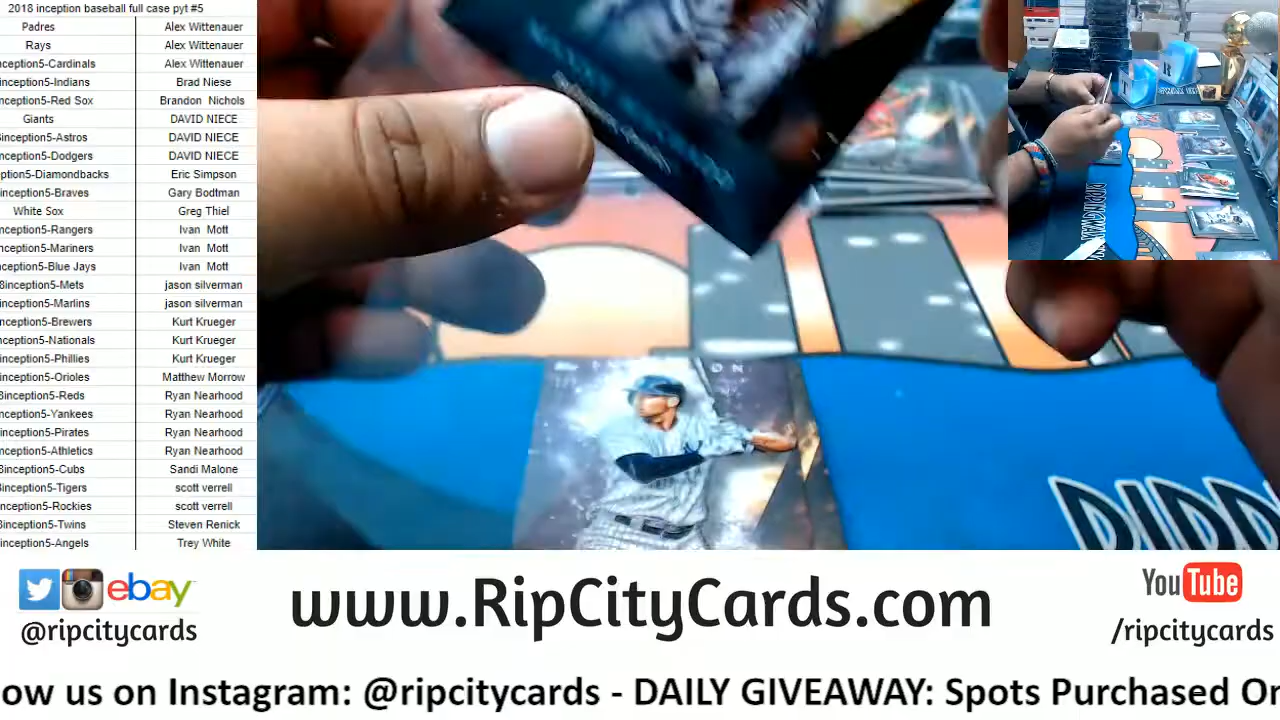 2018 inception baseball full case pyt #5
Padres Alex Wittenauer
Rays Alex Wittenauer
nception5-Cardinals Alex Wittenauer
inception5-Indians Brad Niese
nception5-Red Sox Brandon Nichols
Giants DAVID NIECE
8inception5-Astros DAVID NIECE
nception5-Dodgers DAVID NIECE
ption5-Diamondbacks Eric Simpson
nception5-Braves Gary Bodtman
White Sox Greg Thiel
nception5-Rangers Ivan Mott
nception5-Mariners Ivan Mott
nception5-Blue Jays Ivan Mott
8inception5-Mets jason silverman
nception5-Marlins jason silverman
nception5-Brewers Kurt Krueger
nception5-Nationals Kurt Krueger
nception5-Phillies Kurt Krueger
inception5-Orioles Matthew Morrow
8inception5-Reds Ryan Nearhood
nception5-Yankees Ryan Nearhood
inception5-Pirates Ryan Nearhood
nception5-Athletics Ryan Nearhood
8inception5-Cubs Sandi Malone
inception5-Tigers scott verrell
nception5-Rockies scott verrell
8inception5-Twins Steven Renick
inception5-Angels Trey White
ebay
@ripcitycards
www.RipCityCards.com
YouTube
/ripcitycards
ow us on Instagram: @ripcitycards - DAILY GIVEAWAY: Spots Purchased Or